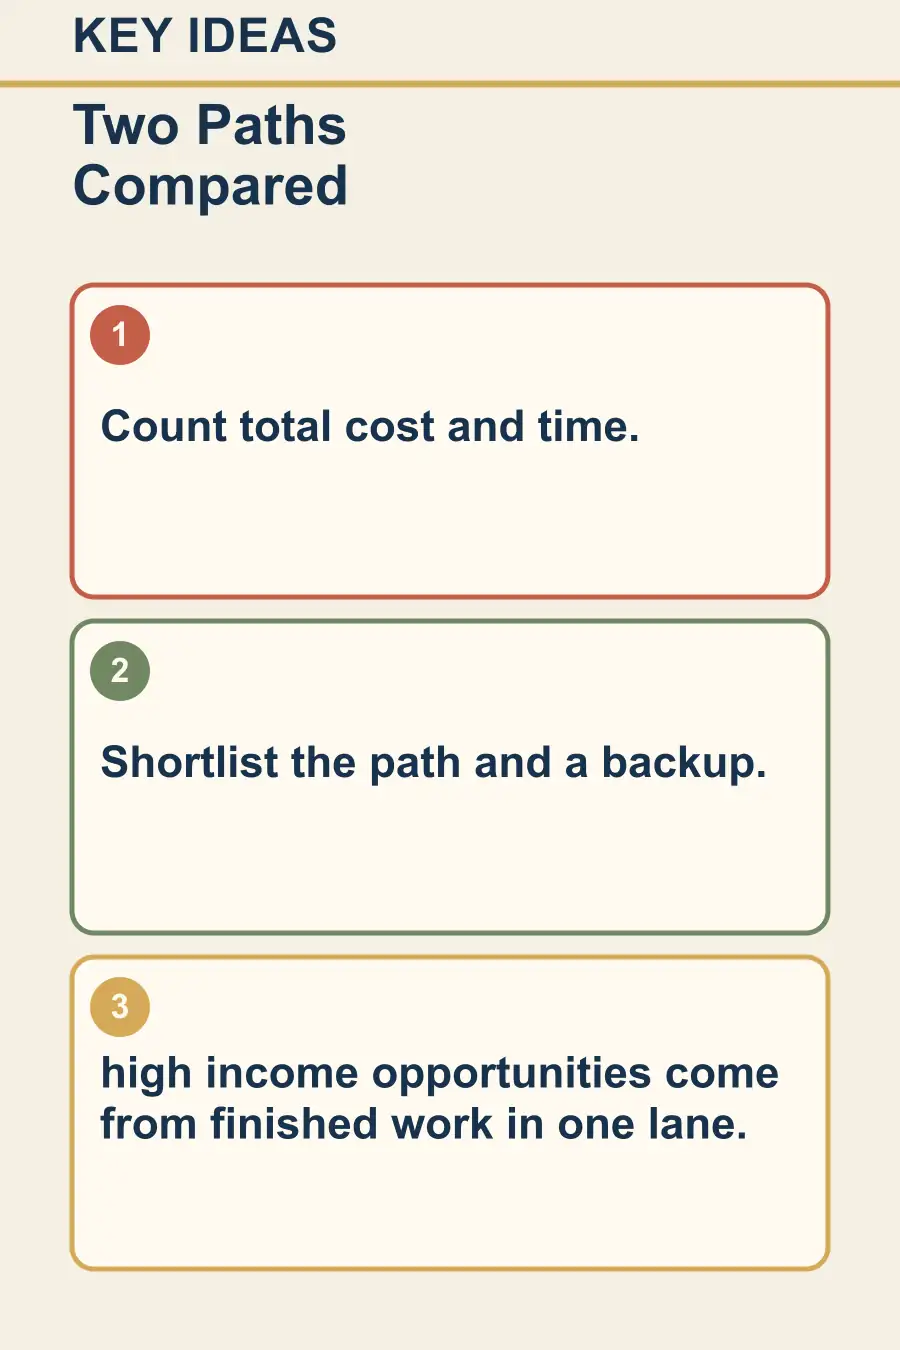 KEY IDEAS
Two Paths
Compared
1
Count total cost and time.
2
Shortlist the path and a backup.
3
high income opportunities come
from finished work in one lane.